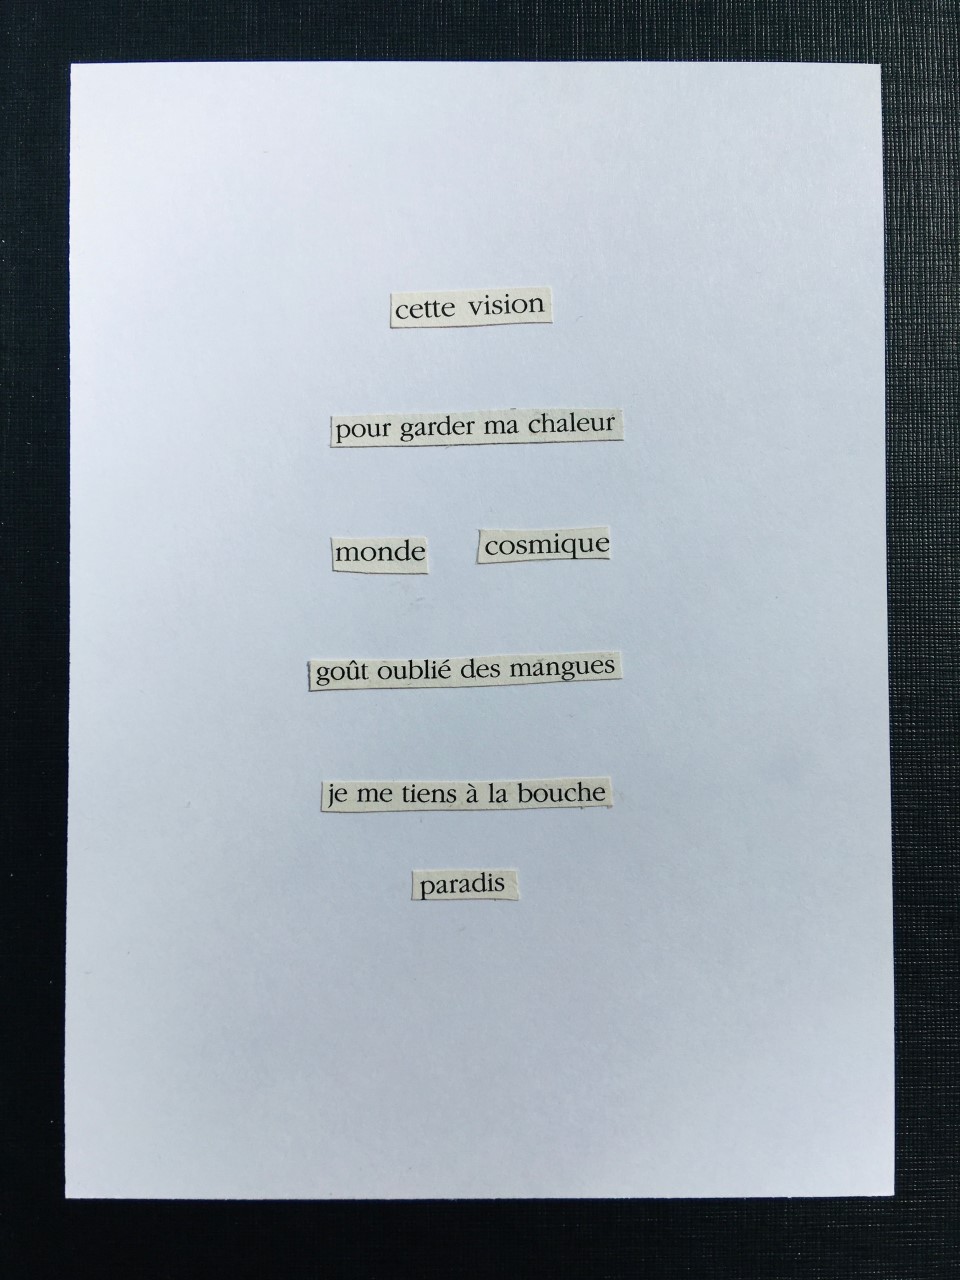 cette vision
pour garder ma chaleur
monde cosmique
goût oublié des mangues
je me tiens à la bouche
paradis